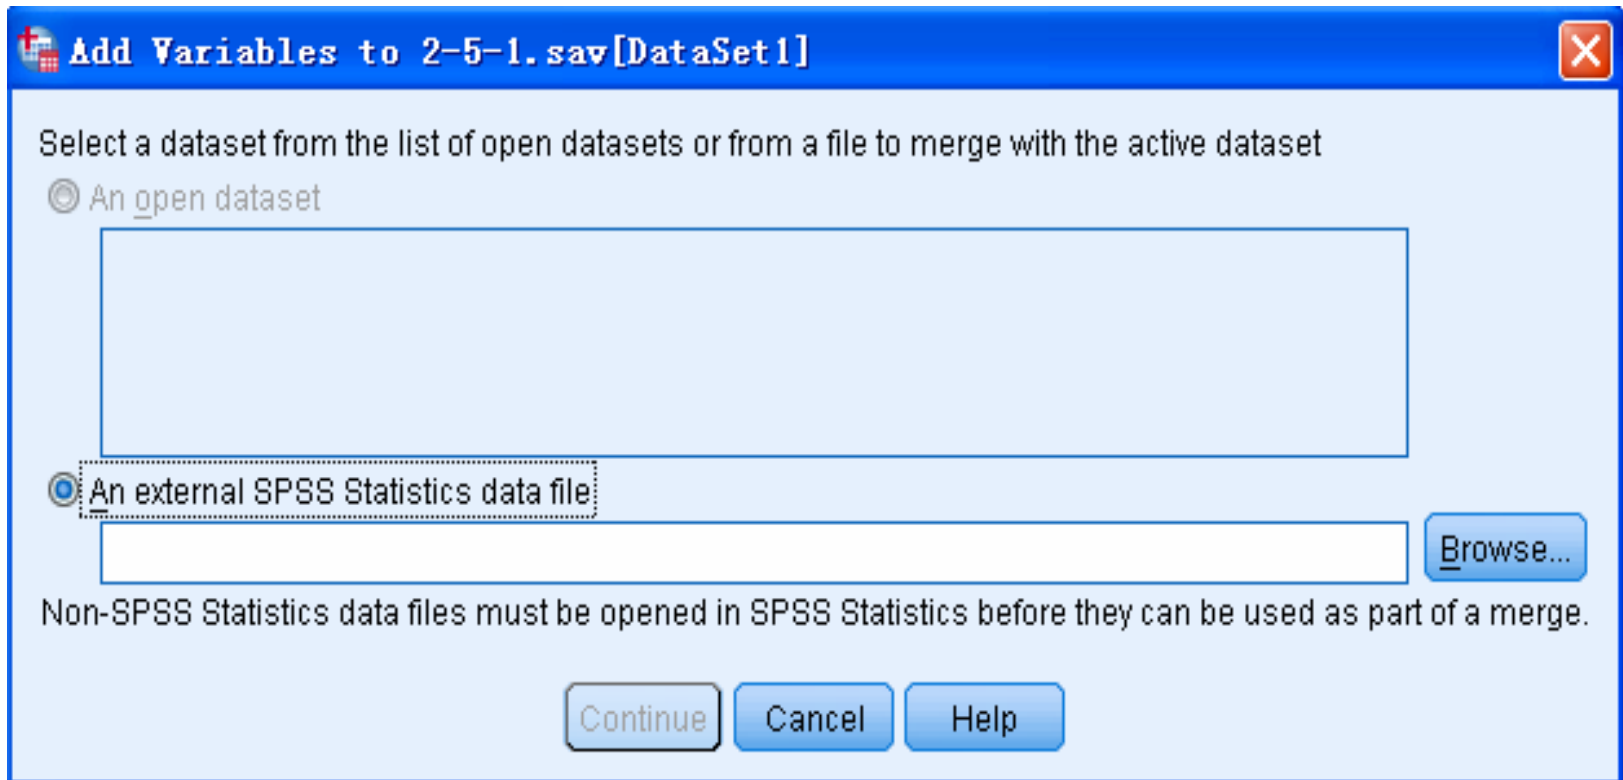 Add Variables to 2-5-1.sav[DataSet1]
Select a dataset from the list of open datasets or from a file to merge with the active dataset
An open dataset
An external SPSS Statistics data file
Browse...
Non-SPSS Statistics data files must be opened in SPSS Statistics before they can be used as part of a merge.
Continue Cancel Help